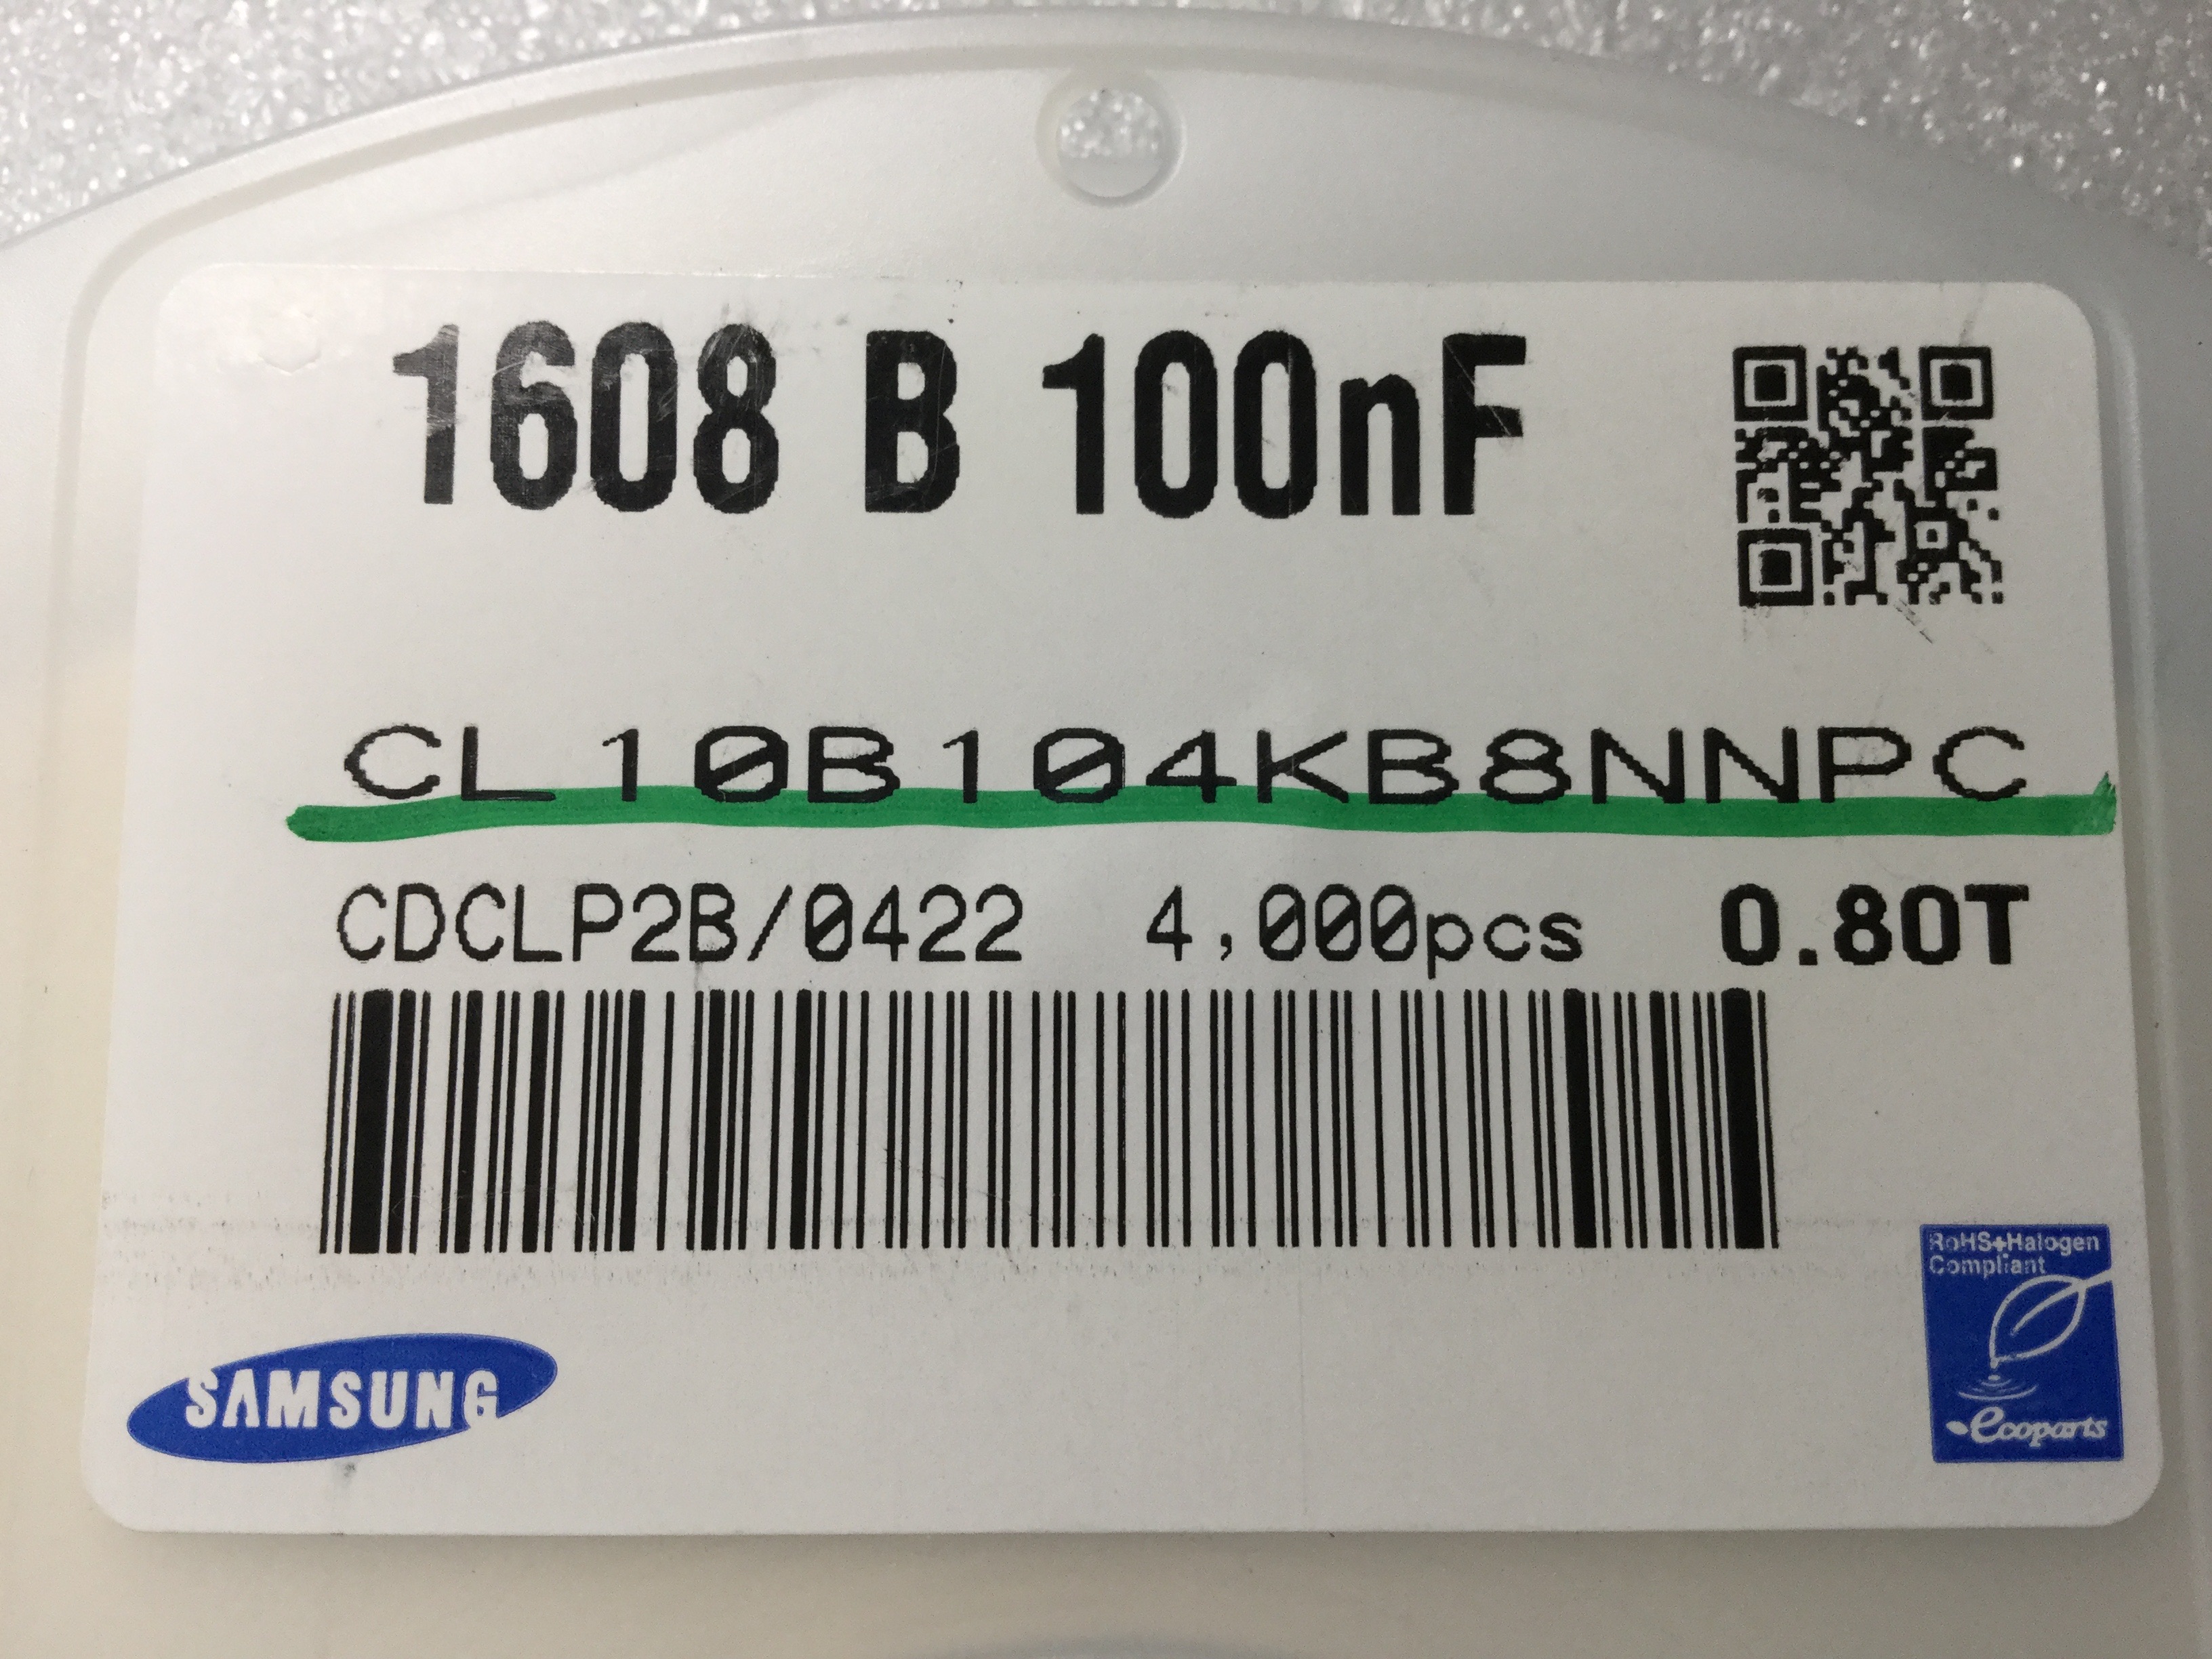 1608 B 100nF
CL10B104KB8NNPC
CDCLP2B/0422 4,000pcs 0.80T
RoHS+Halogen
Compliant
ecoparts
SAMSUNG